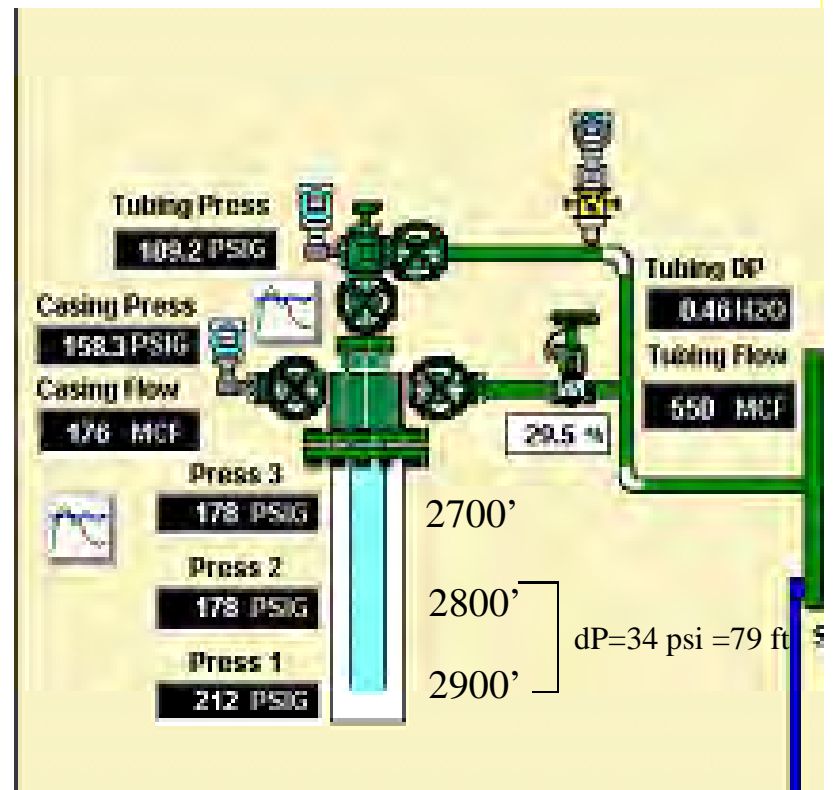 Tubing Press
109.2 PSIG
Casing Press
158.3 PSIG
Casing Flow
176 MCF
Tubing DP
0.46 H2O
Tubing Flow
550 MCF
29.5 %
Press 3
178 PSIG
2700’
Press 2
178 PSIG
2800’
dP=34 psi =79 ft
Press 1
212 PSIG
2900’